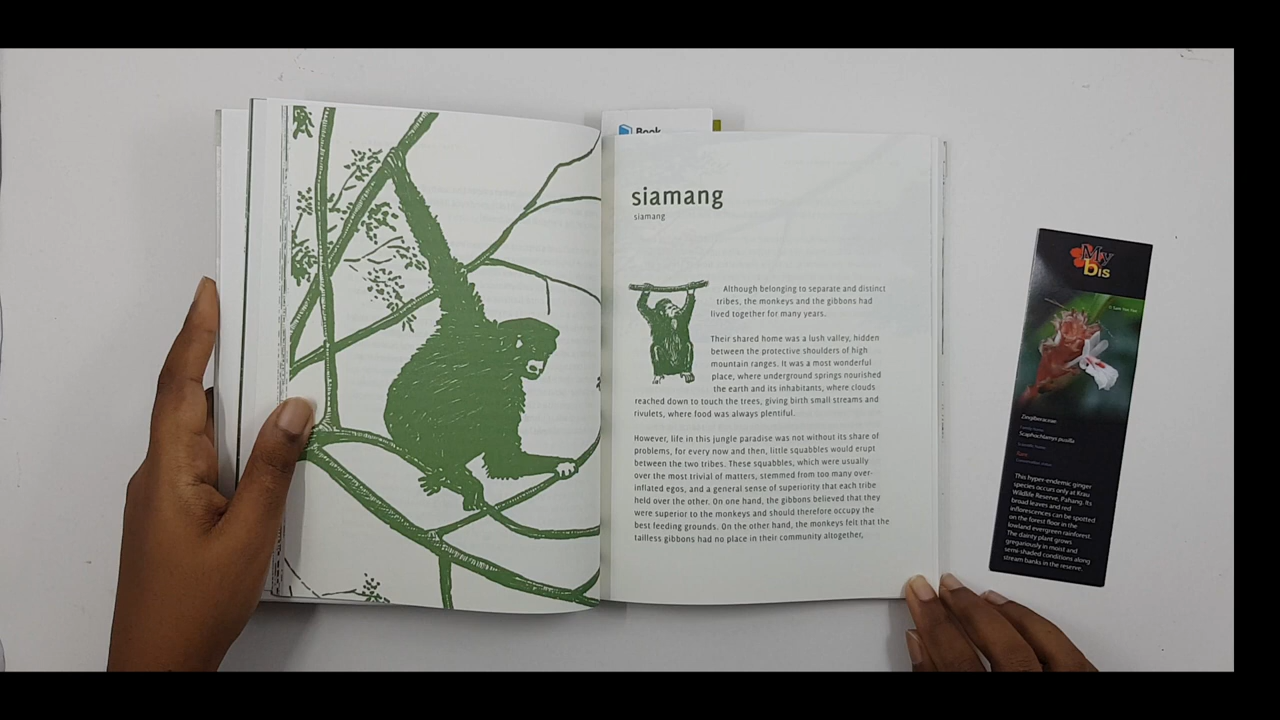 Book
siamang
siamang
Although belonging to separate and distinct
tribes, the monkeys and the gibbons had
lived together for many years.
Their shared home was a lush valley, hidden
between the protective shoulders of high
mountain ranges. It was a most wonderful
place, where underground springs nourished
the earth and its inhabitants, where clouds
reached down to touch the trees, giving birth small streams and
rivulets, where food was always plentiful.
However, life in this jungle paradise was not without its share of
problems, for every now and then, little squabbles would erupt
between the two tribes. These squabbles, which were usually
over the most trivial of matters, stemmed from too many over-
inflated egos, and a general sense of superiority that each tribe
held over the other. On one hand, the gibbons believed that they
were superior to the monkeys and should therefore occupy the
best feeding grounds. On the other hand, the monkeys felt that the
tailless gibbons had no place in their community altogether,
My
bis
Zingiberaceae
Family Name
Scaphochlamys pusilla
Scientific Name
Rare
Conservation status
This hyper-endemic ginger
species occurs only at Krau
Wildlife Reserve, Pahang. Its
broad leaves and red
inflorescences can be spotted
on the forest floor in the
lowland evergreen rainforest.
The dainty plant grows
gregariously in moist and
semi-shaded conditions along
stream banks in the reserve.